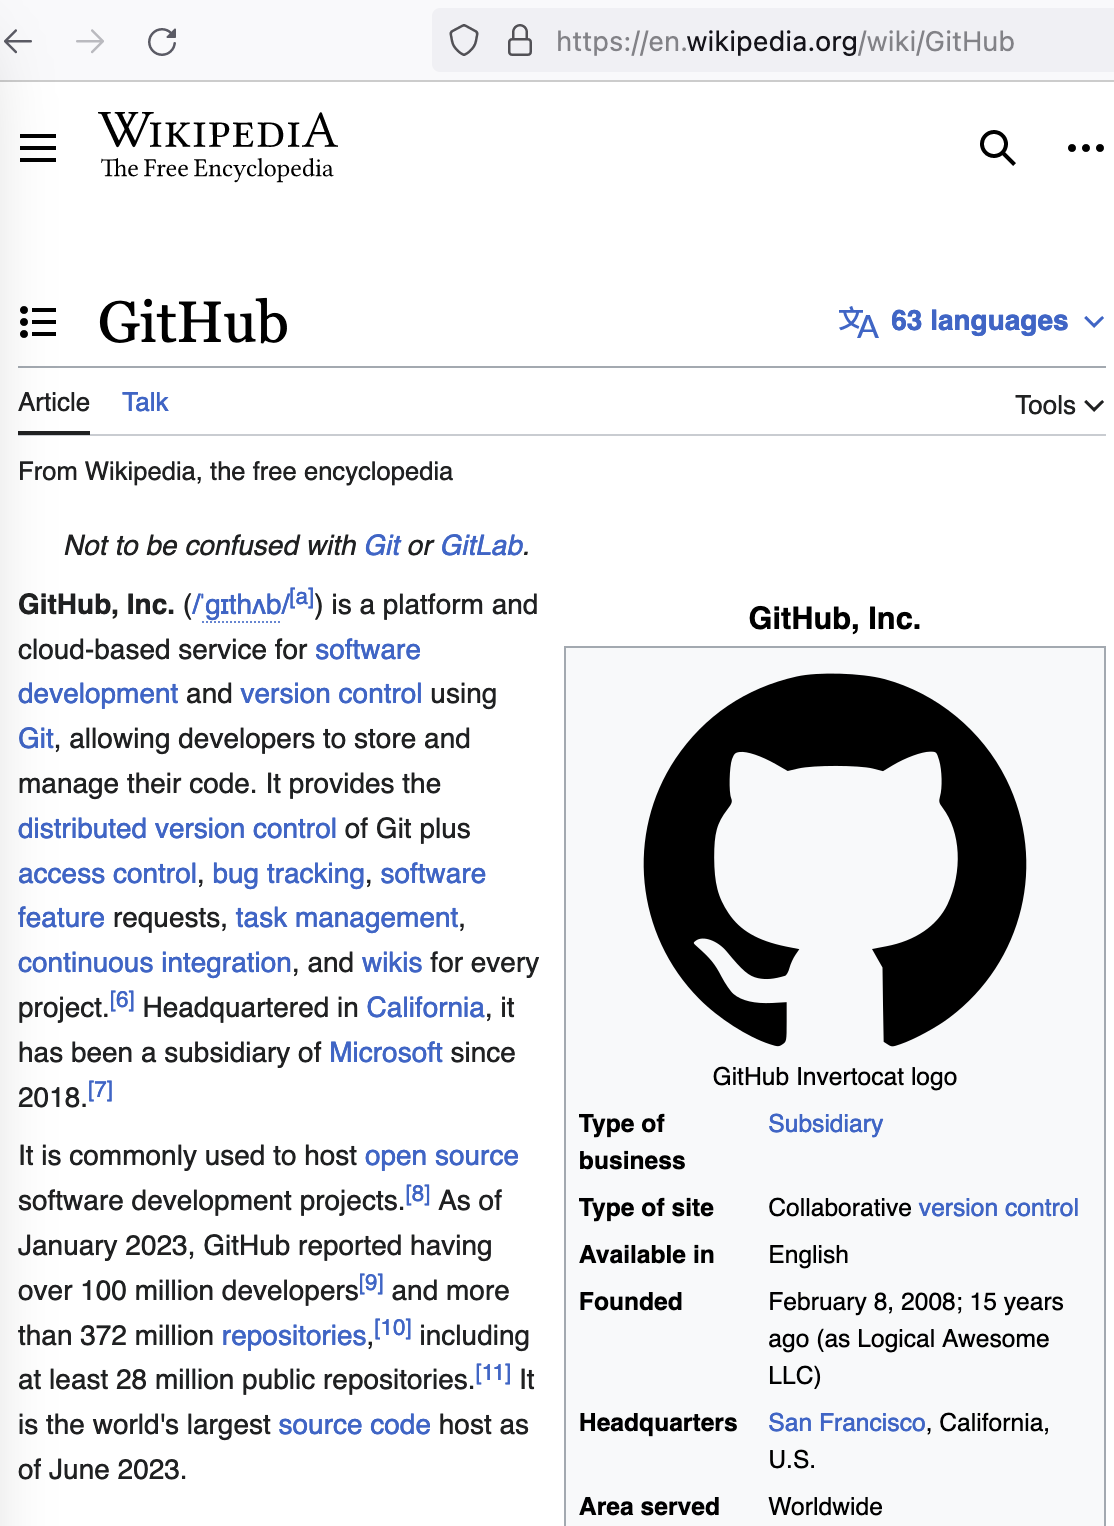 https://en.wikipedia.org/wiki/GitHub
WIKIPEDIA
The Free Encyclopedia
GitHub
文A 63 languages
Article Talk
Tools
From Wikipedia, the free encyclopedia
Not to be confused with Git or GitLab.
GitHub, Inc. (/ˈɡɪthʌb/[a]) is a platform and
cloud-based service for software
development and version control using
Git, allowing developers to store and
manage their code. It provides the
distributed version control of Git plus
access control, bug tracking, software
feature requests, task management,
continuous integration, and wikis for every
project.[6] Headquartered in California, it
has been a subsidiary of Microsoft since
2018.[7]
It is commonly used to host open source
software development projects.[8] As of
January 2023, GitHub reported having
over 100 million developers[9] and more
than 372 million repositories,[10] including
at least 28 million public repositories.[11] It
is the world's largest source code host as
of June 2023.
GitHub, Inc.
GitHub Invertocat logo
Type of business Subsidiary
Type of site Collaborative version control
Available in English
Founded February 8, 2008; 15 years
ago (as Logical Awesome
LLC)
Headquarters San Francisco, California,
U.S.
Area served Worldwide